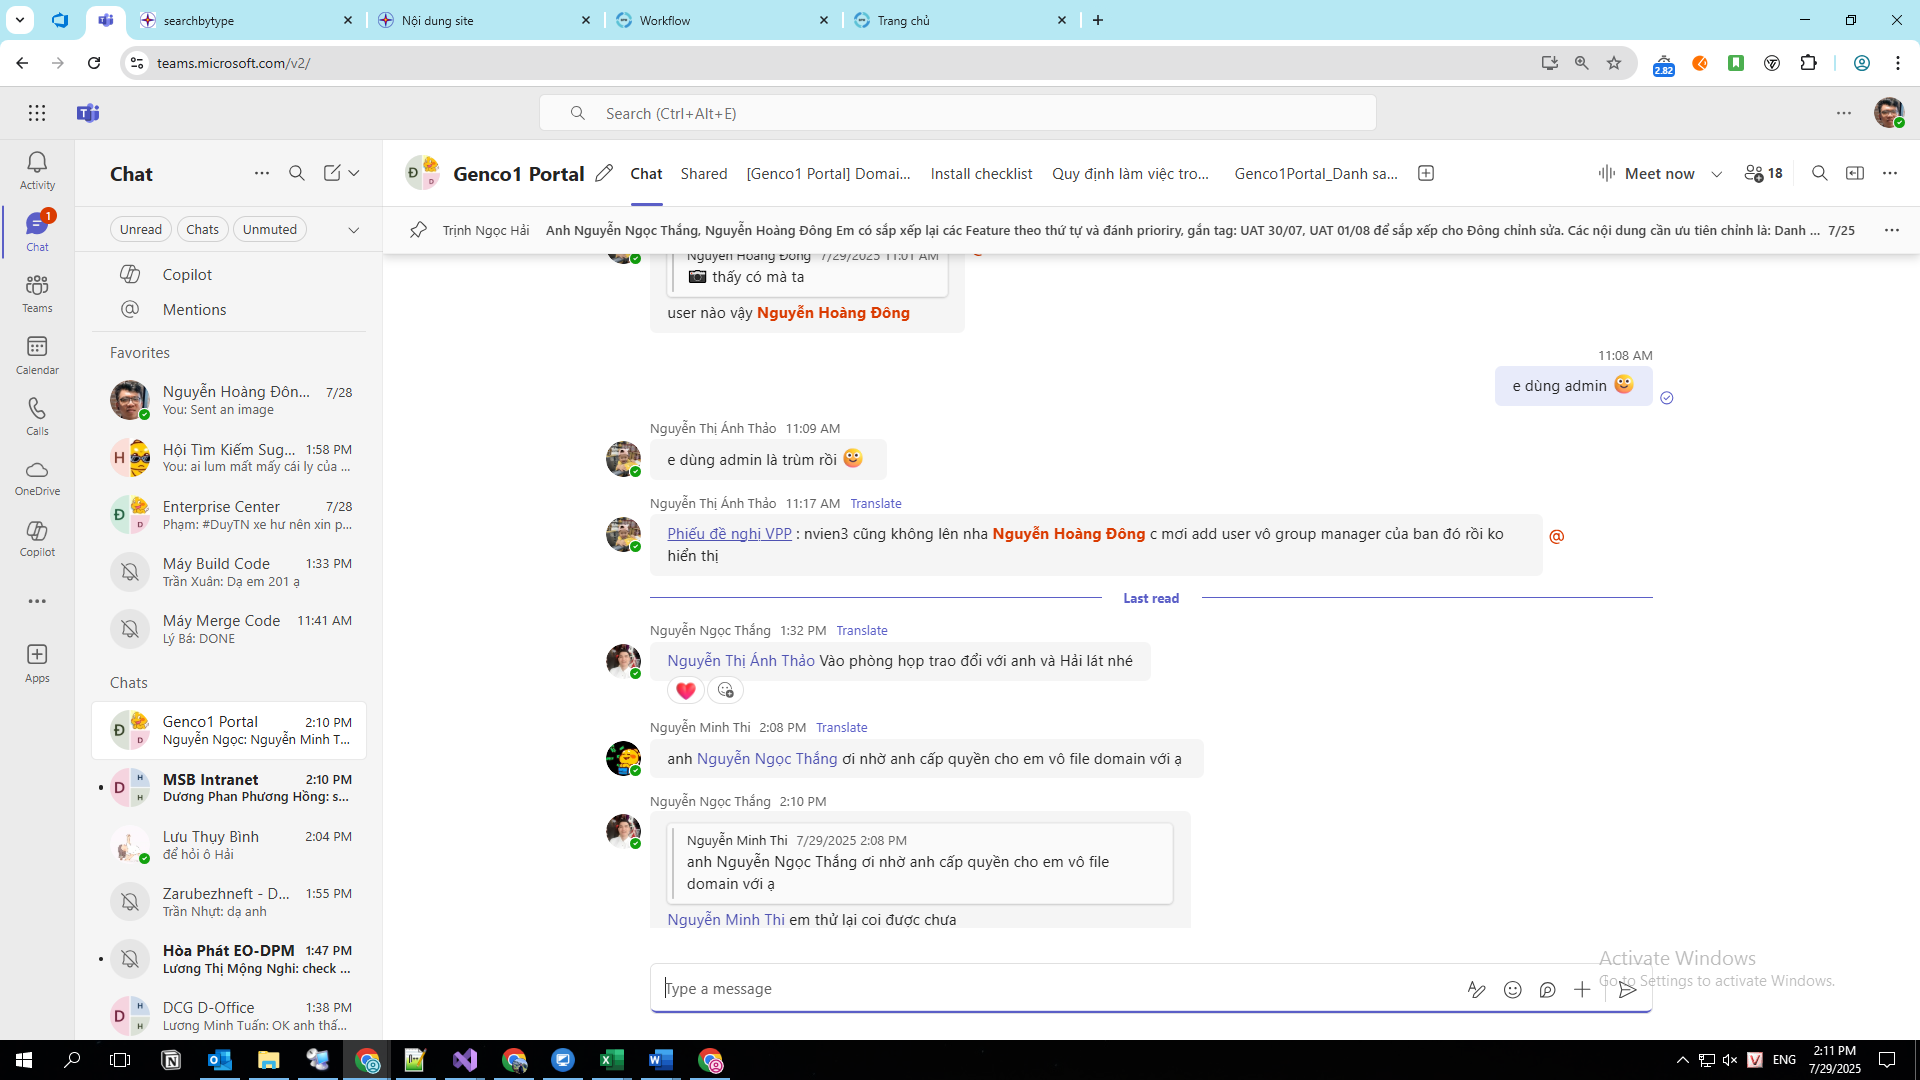 searchbytype
Nội dung site
Workflow
Trang chủ
teams.microsoft.com/v2/
2.82
Search (Ctrl+Alt+E)
Activity
1
Chat
Teams
Calendar
Calls
OneDrive
Copilot
Apps
Chat
Unread
Chats
Unmuted
Copilot
Mentions
Favorites
Nguyễn Hoàng Đôn... 7/28
You: Sent an image
Hội Tìm Kiếm Sug... 1:58 PM
You: ai lum mất mấy cái ly của ...
Enterprise Center 7/28
Phạm: #DuyTN xe hư nên xin p...
Máy Build Code 1:33 PM
Trần Xuân: Dạ em 201 ạ
Máy Merge Code 11:41 AM
Lý Bá: DONE
Chats
Genco1 Portal 2:10 PM
Nguyễn Ngọc: Nguyễn Minh T...
MSB Intranet 2:10 PM
Dương Phan Phương Hồng: s...
Lưu Thụy Bình 2:04 PM
để hỏi ô Hải
Zarubezhneft - D... 1:55 PM
Trần Nhựt: dạ anh
Hòa Phát EO-DPM 1:47 PM
Lương Thị Mộng Nghi: check ...
DCG D-Office 1:38 PM
Lương Minh Tuấn: OK anh thấ...
Genco1 Portal
Chat
Shared
[Genco1 Portal] Domai...
Install checklist
Quy định làm việc tro...
Genco1Portal_Danh sa...
Meet now
18
Trịnh Ngọc Hải Anh Nguyễn Ngọc Thắng, Nguyễn Hoàng Đông Em có sắp xếp lại các Feature theo thứ tự và đánh prioriry, gắn tag: UAT 30/07, UAT 01/08 để sắp xếp cho Đông chỉnh sửa. Các nội dung cần ưu tiên chỉnh là: Danh ... 7/25
Nguyễn Hoàng Đông 7/29/2025 11:01 AM
thấy có mà ta
user nào vậy Nguyễn Hoàng Đông
11:08 AM
e dùng admin
Nguyễn Thị Ánh Thảo 11:09 AM
e dùng admin là trùm rồi
Nguyễn Thị Ánh Thảo 11:17 AM Translate
Phiếu đề nghị VPP : nvien3 cũng không lên nha Nguyễn Hoàng Đông c mơi add user vô group manager của ban đó rồi ko
hiển thị
Last read
Nguyễn Ngọc Thắng 1:32 PM Translate
Nguyễn Thị Ánh Thảo Vào phòng họp trao đổi với anh và Hải lát nhé
Nguyễn Minh Thi 2:08 PM Translate
anh Nguyễn Ngọc Thắng ơi nhờ anh cấp quyền cho em vô file domain với ạ
Nguyễn Ngọc Thắng 2:10 PM
Nguyễn Minh Thi 7/29/2025 2:08 PM
anh Nguyễn Ngọc Thắng ơi nhờ anh cấp quyền cho em vô file
domain với ạ
Nguyễn Minh Thi em thử lại coi được chưa
Type a message
Activate Windows
Go to Settings to activate Windows.
ENG
2:11 PM
7/29/2025